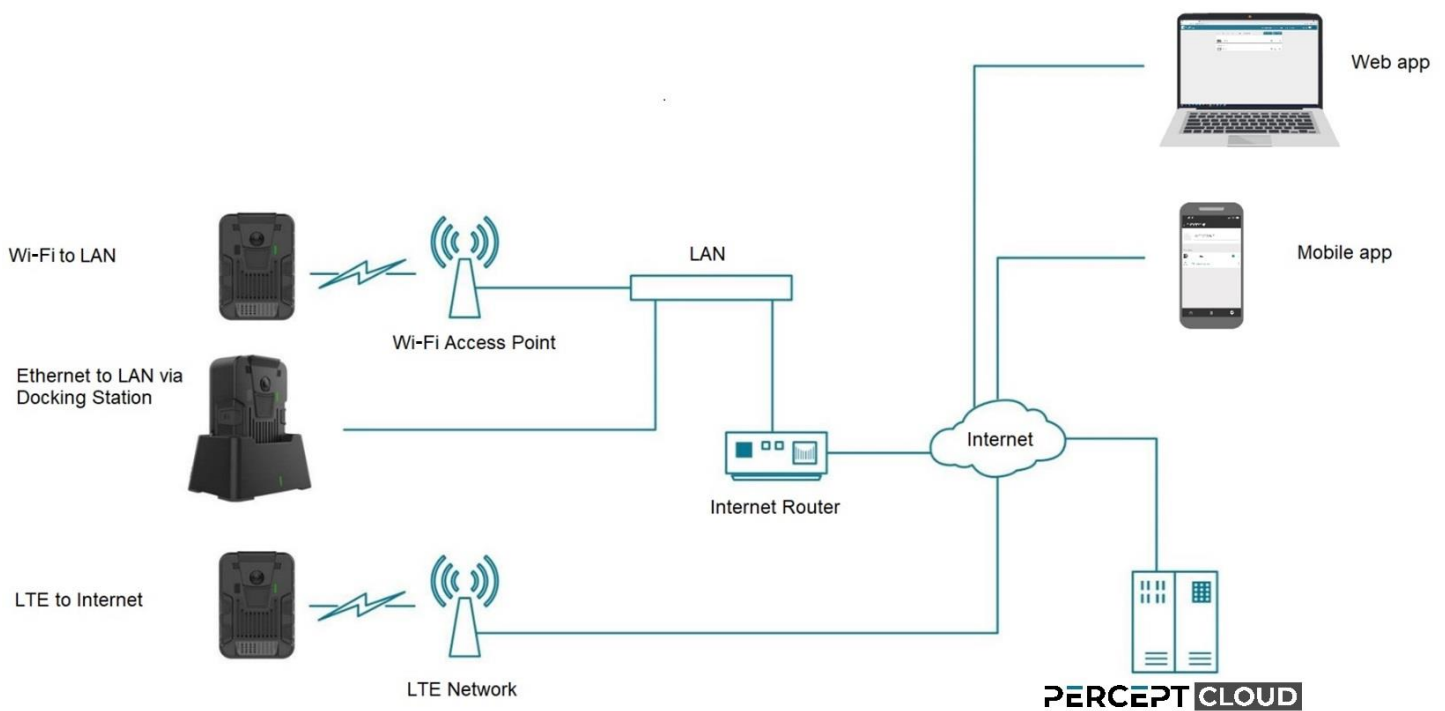 Web app
Wi-Fi to LAN
LAN
Mobile app
Wi-Fi Access Point
Ethernet to LAN via
Docking Station
Internet
Internet Router
LTE to Internet
LTE Network
PERCEPT CLOUD